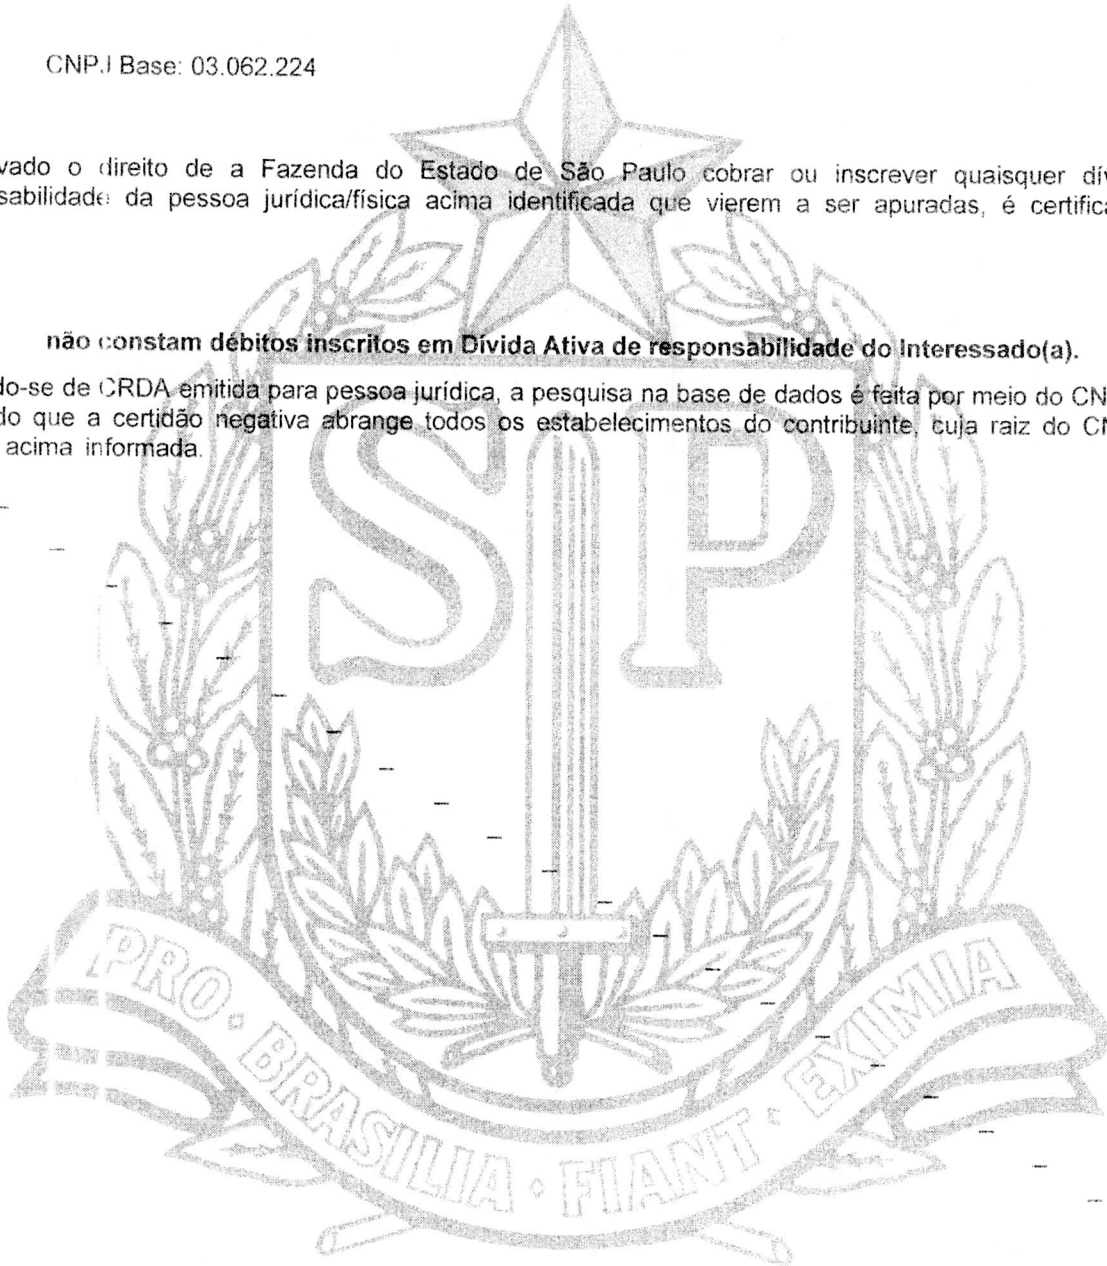 CNPJ Base: 03.062.224
vado o direito de a Fazenda do Estado de São Paulo cobrar ou inscrever quaisquer dív
sabilidade da pessoa jurídica/física acima identificada que vierem a ser apuradas, é certifica
não constam débitos inscritos em Dívida Ativa de responsabilidade do Interessado(a).
do-se de CRDA emitida para pessoa jurídica, a pesquisa na base de dados é feita por meio do CN
do que a certidão negativa abrange todos os estabelecimentos do contribuinte, cuja raiz do CN
acima informada.
SP
PRO · BRASILIA · FIANT · EXIMIA